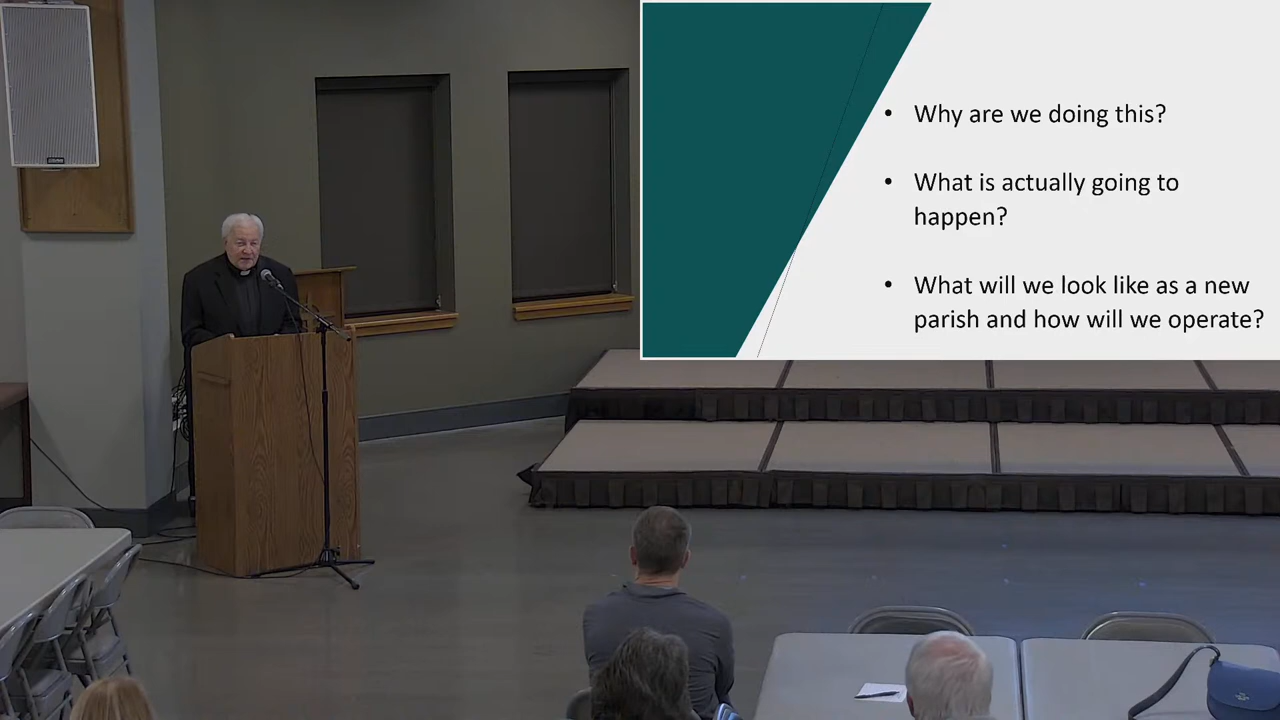 • Why are we doing this?
• What is actually going to
happen?
• What will we look like as a new
parish and how will we operate?